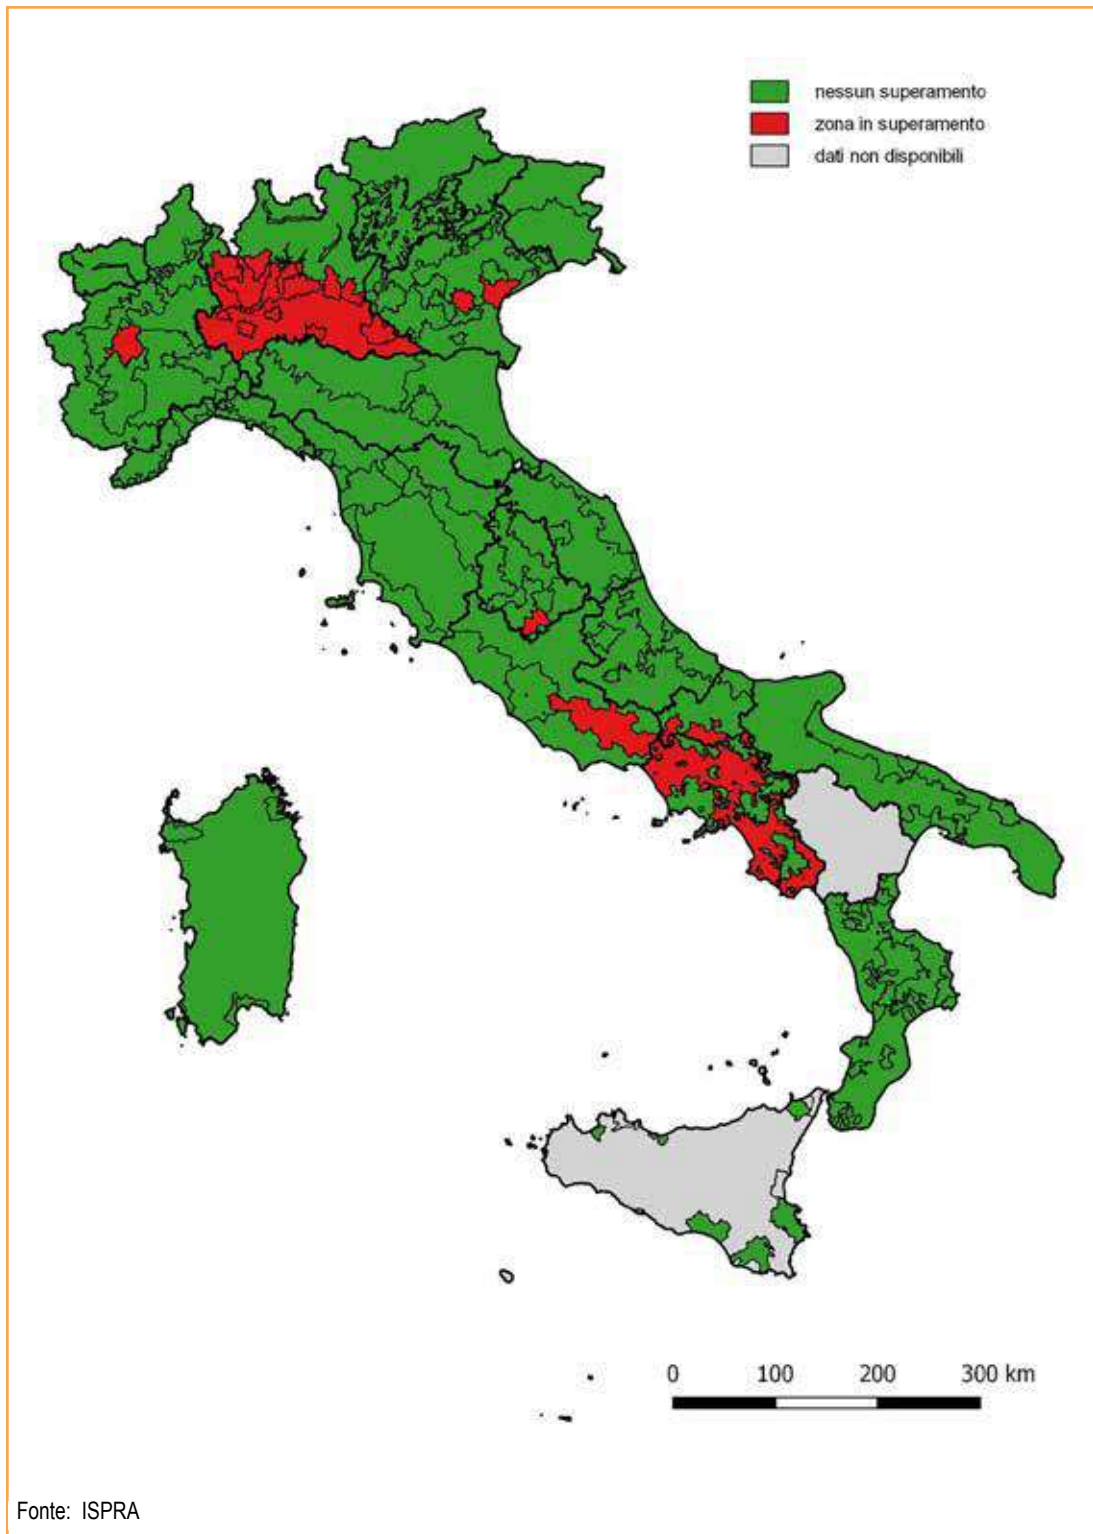 nessun superamento
zona in superamento
dati non disponibili
0 100 200 300 km
Fonte: ISPRA